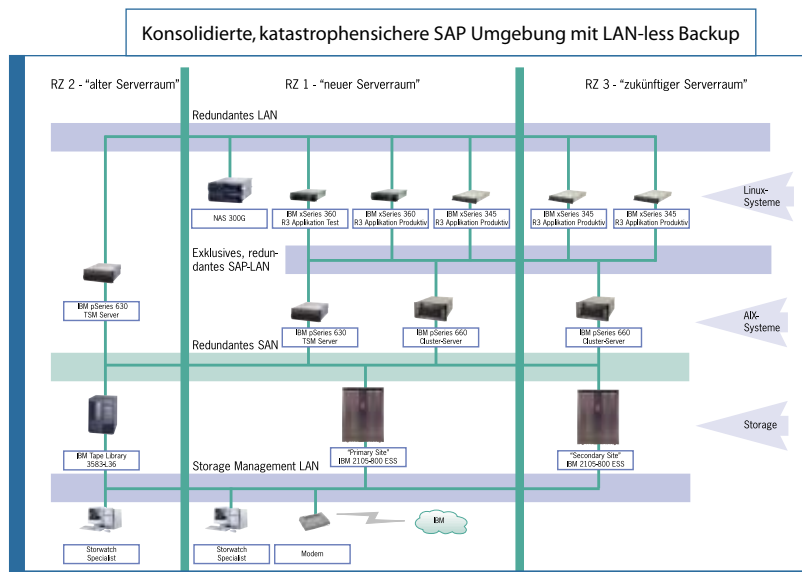 Konsolidierte, katastrophensichere SAP Umgebung mit LAN-less Backup
RZ 2 - "alter Serverraum"
RZ 1 - "neuer Serverraum"
RZ 3 - "zukünftiger Serverraum"
Redundantes LAN
NAS 300G
IBM xSeries 360
R3 Applikation Test
IBM xSeries 360
R3 Applikation Produktiv
IBM xSeries 345
R3 Applikation Produktiv
IBM xSeries 345
R3 Applikation Produktiv
IBM xSeries 345
R3 Applikation Produktiv
Linux-
Systeme
Exklusives, redun-
dantes SAP-LAN
IBM pSeries 630
TSM Server
IBM pSeries 630
TSM Server
IBM pSeries 660
Cluster-Server
IBM pSeries 660
Cluster-Server
AIX-
Systeme
Redundantes SAN
IBM Tape Library
3583-L36
"Primary Site"
IBM 2105-800 ESS
"Secondary Site"
IBM 2105-800 ESS
Storage
Storage Management LAN
Storwatch
Specialist
Storwatch
Specialist
Modem
IBM